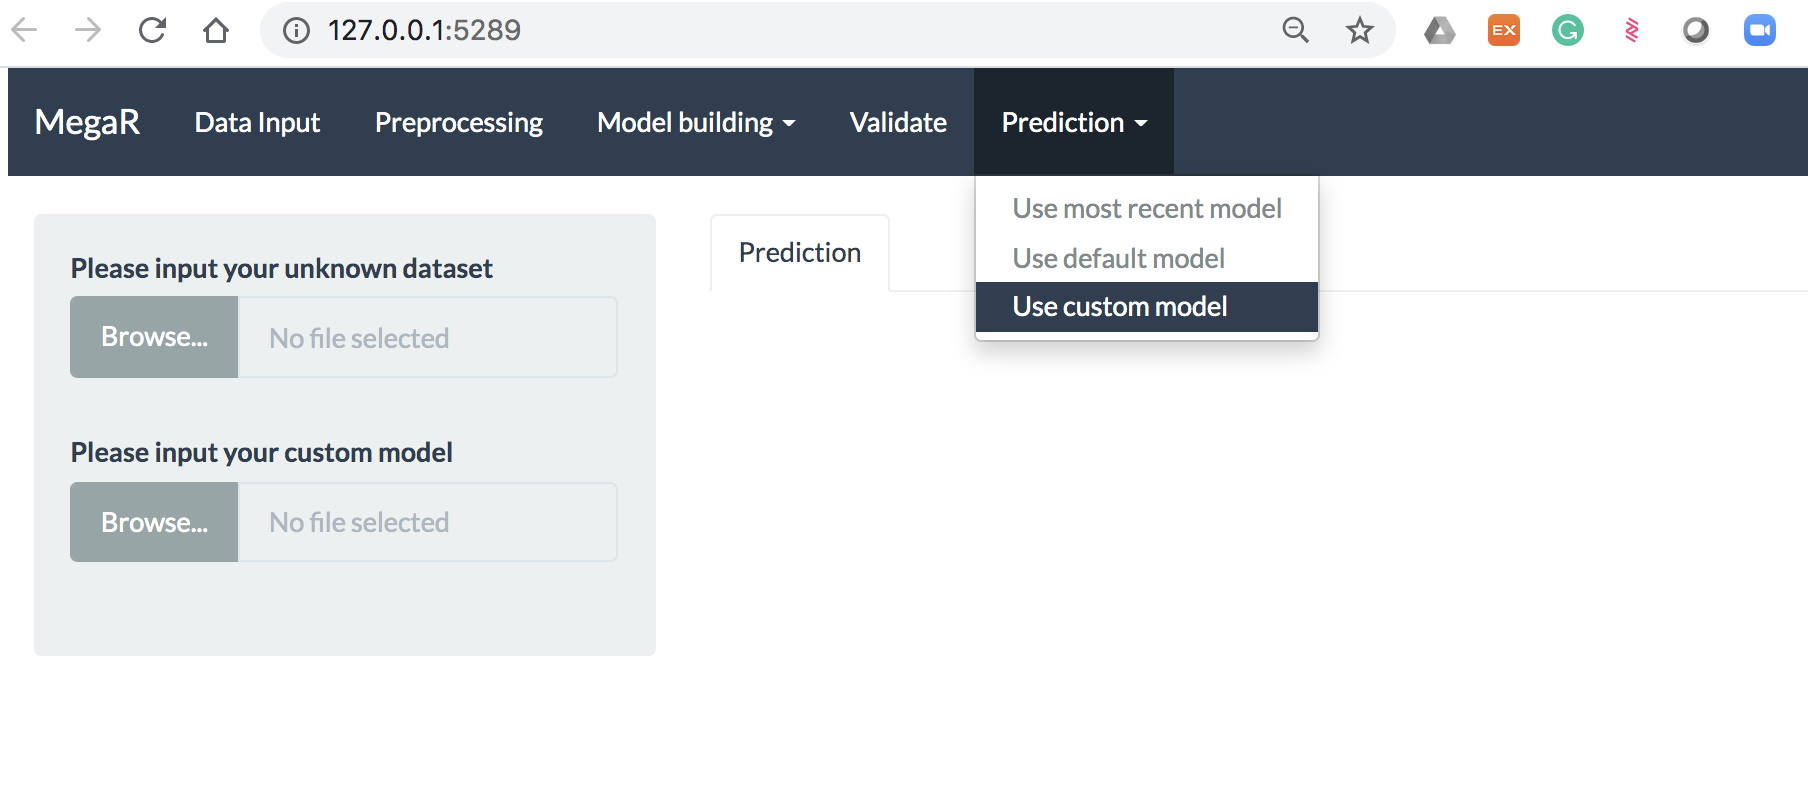 127.0.0.1:5289
EX
G
MegaR Data Input Preprocessing Model building Validate Prediction
Use most recent model
Use default model
Use custom model
Prediction
Please input your unknown dataset
Browse... No file selected
Please input your custom model
Browse... No file selected